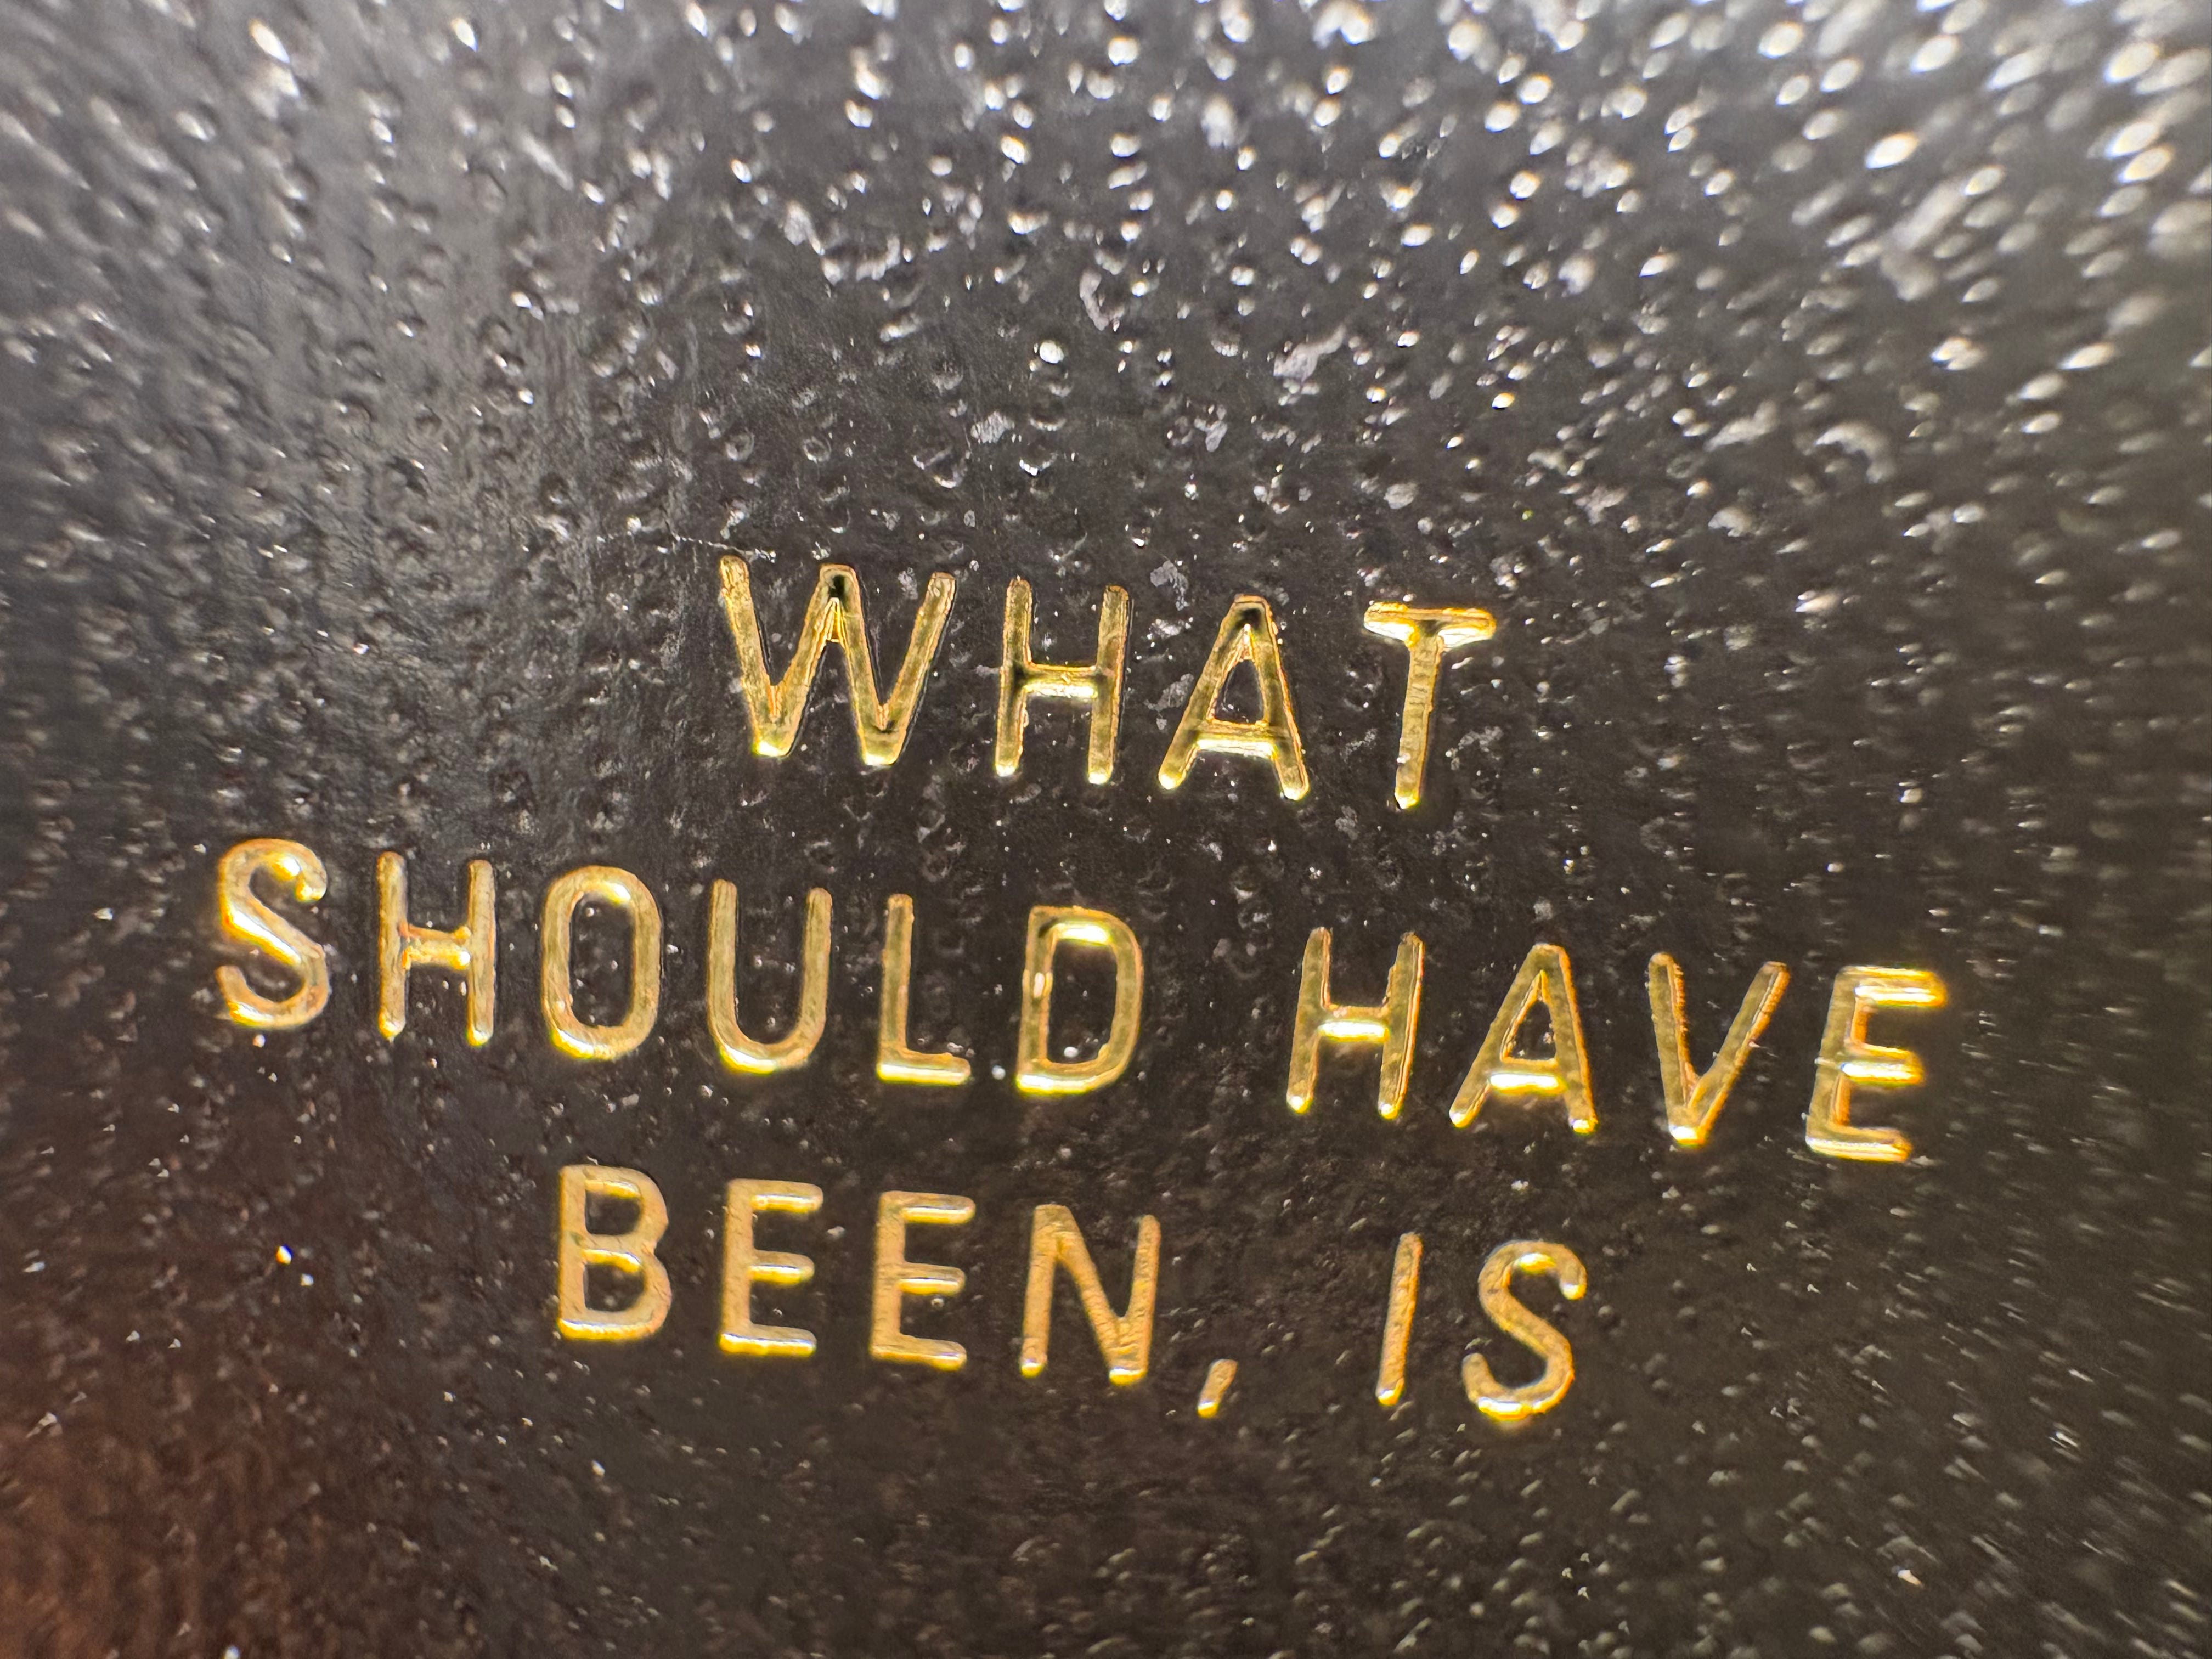 WHAT
SHOULD HAVE
BEEN, IS